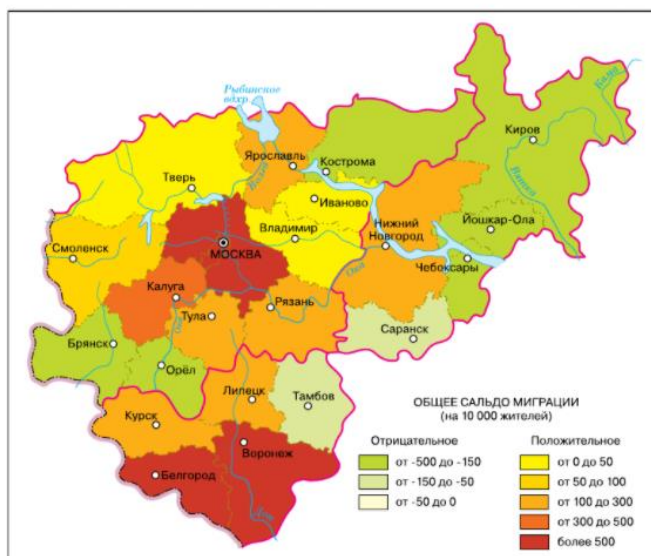 Рыбинское
вдхр.
Кама
Киров
Вятка
Ярославль
Кострома
Волга
Тверь
Иваново
Йошкар-Ола
Нижний
Новгород
Владимир
Смоленск
МОСКВА
Чебоксары
Ока
Калуга
Рязань
Тула
Саранск
Брянск
Ока
Орёл
Липецк
Тамбов
Курск
Воронеж
Белгород
Дон
ОБЩЕЕ САЛЬДО МИГРАЦИИ
(на 10 000 жителей)
Отрицательное
от -500 до -150
от -150 до -50
от -50 до 0
Положительное
от 0 до 50
от 50 до 100
от 100 до 300
от 300 до 500
более 500